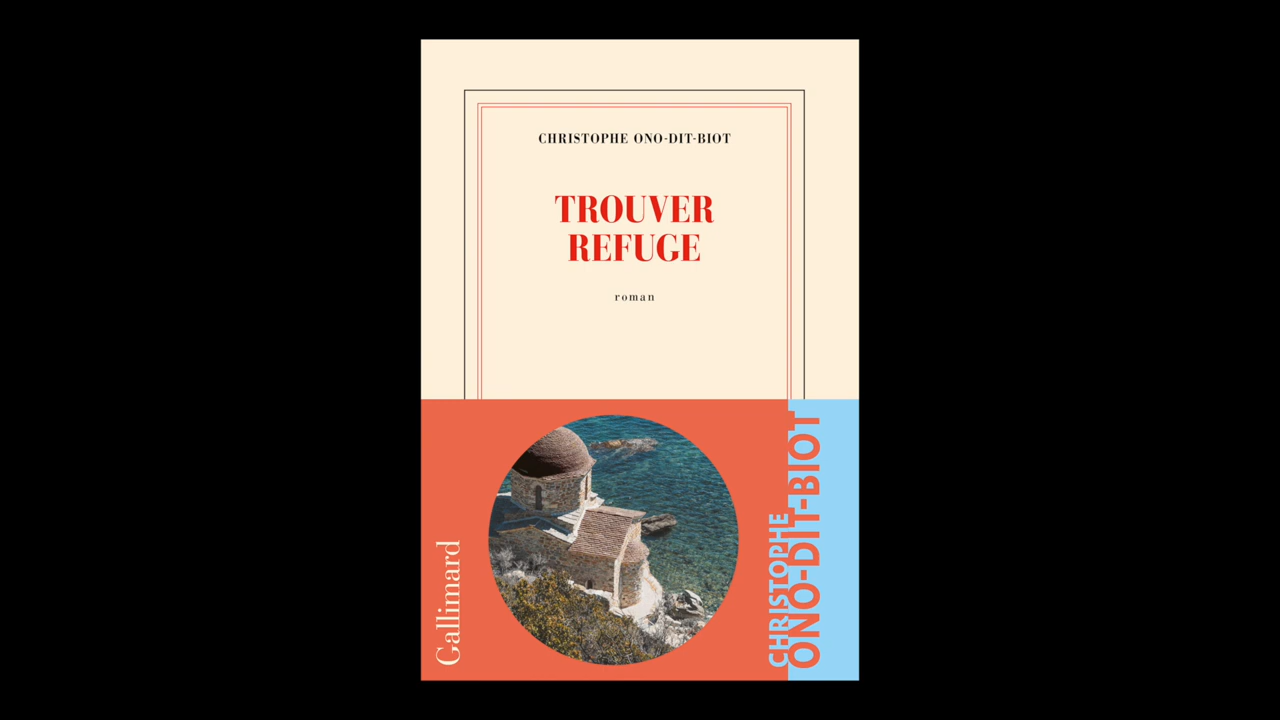 CHRISTOPHE ONO-DIT-BIOT
TROUVER
REFUGE
roman
Gallimard
CHRISTOPHE
ONO-DIT-BIOT